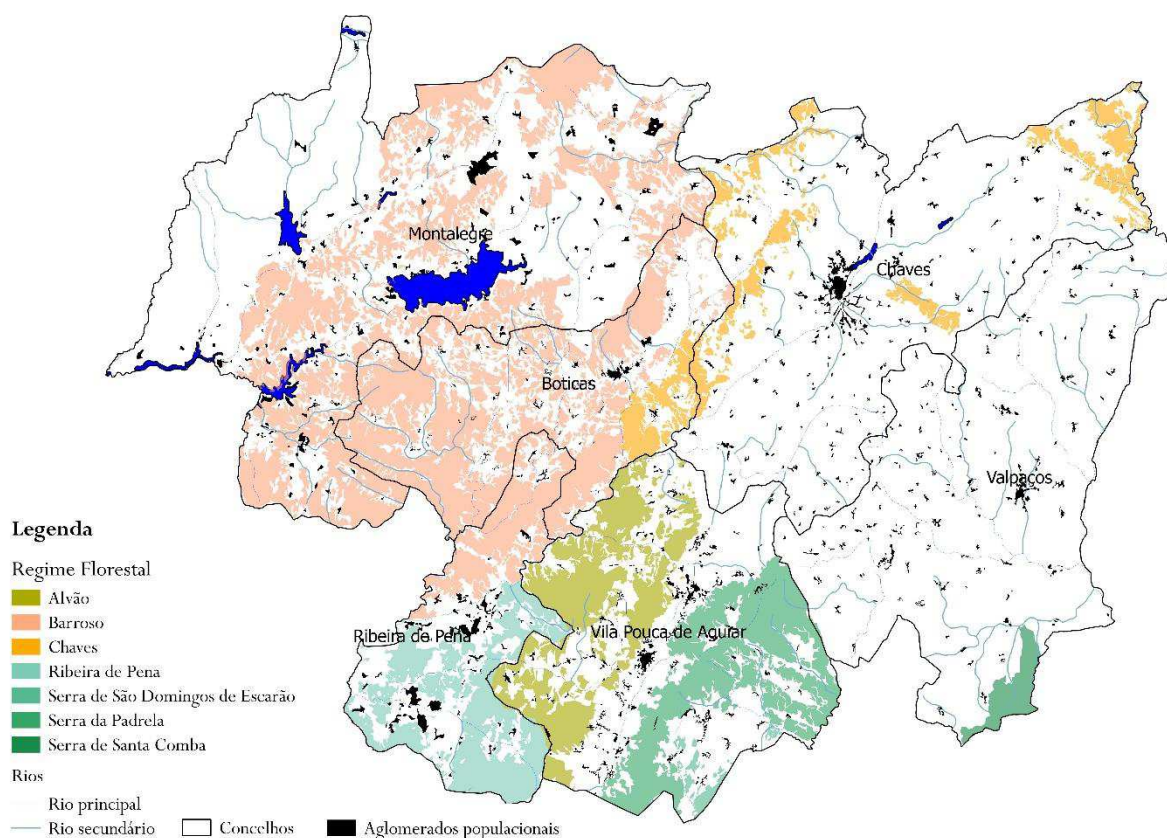 Montalegre
Chaves
Boticas
Valpaços
Ribeira de Pena
Vila Pouca de Aguiar
Legenda
Regime Florestal
Alvão
Barroso
Chaves
Ribeira de Pena
Serra de São Domingos de Escarão
Serra da Padrela
Serra de Santa Comba
Rios
Rio principal
Rio secundário
Concelhos
Aglomerados populacionais